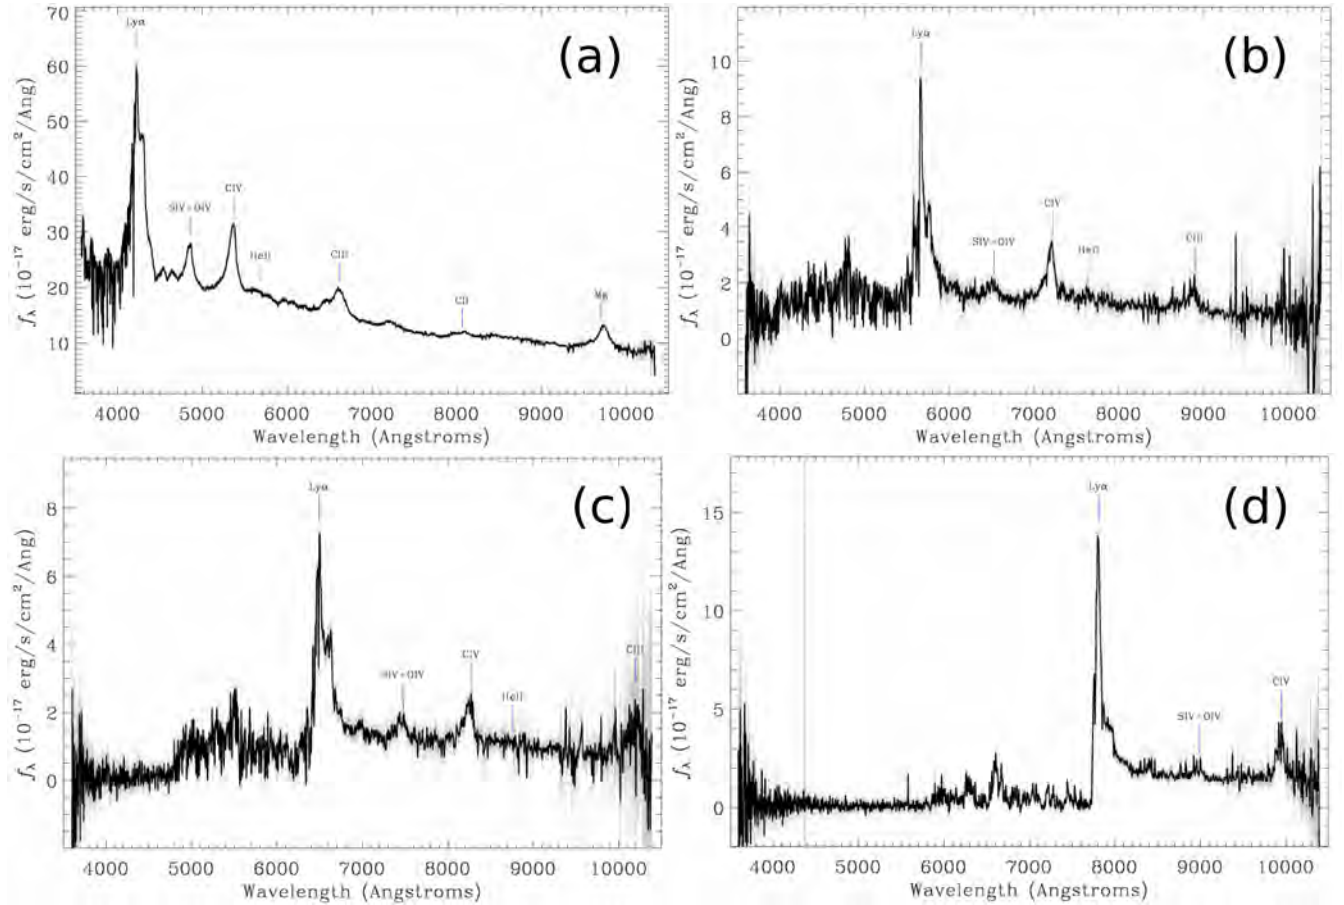 (a)
70
60
50
40
30
20
10
Lyα
SIV+OIV
CIV
HeII
CIII
CII
Mg
fλ (10⁻¹⁷ erg/s/cm²/Ang)
4000 5000 6000 7000 8000 9000 10000
Wavelength (Angstroms)
(b)
10
8
6
4
2
0
Lyα
SIV+OIV
CIV
HeII
CIII
fλ (10⁻¹⁷ erg/s/cm²/Ang)
4000 5000 6000 7000 8000 9000 10000
Wavelength (Angstroms)
(c)
8
6
4
2
0
Lyα
SIV+OIV
CIV
HeII
CIII
fλ (10⁻¹⁷ erg/s/cm²/Ang)
4000 5000 6000 7000 8000 9000 10000
Wavelength (Angstroms)
(d)
15
10
5
0
Lyα
SIV+OIV
CIV
fλ (10⁻¹⁷ erg/s/cm²/Ang)
4000 5000 6000 7000 8000 9000 10000
Wavelength (Angstroms)